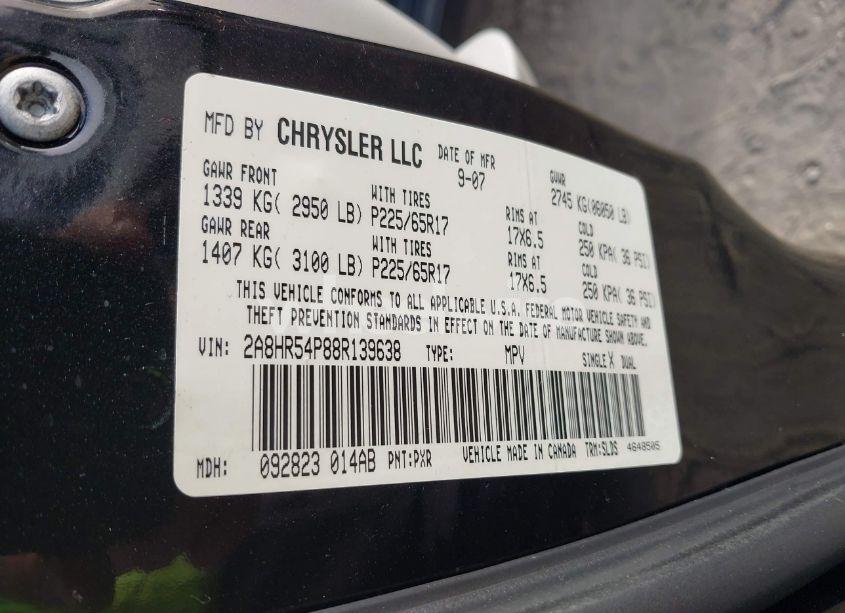 MFD BY CHRYSLER LLC DATE OF MFR 9-07 GVWR 2745 KG(06050 LB)
GAWR FRONT WITH TIRES RIMS AT COLD
1339 KG( 2950 LB) P225/65R17 17X6.5 250 KPA( 36 PSI)
GAWR REAR WITH TIRES RIMS AT COLD
1407 KG( 3100 LB) P225/65R17 17X6.5 250 KPA( 36 PSI)
THIS VEHICLE CONFORMS TO ALL APPLICABLE U.S.A. FEDERAL MOTOR VEHICLE SAFETY AND
THEFT PREVENTION STANDARDS IN EFFECT ON THE DATE OF MANUFACTURE SHOWN ABOVE.
VIN: 2A8HR54P88R139638 TYPE: MPV SINGLE X DUAL
MDH: 092823 014AB PNT:PXR VEHICLE MADE IN CANADA TRM:SLDS 4648505